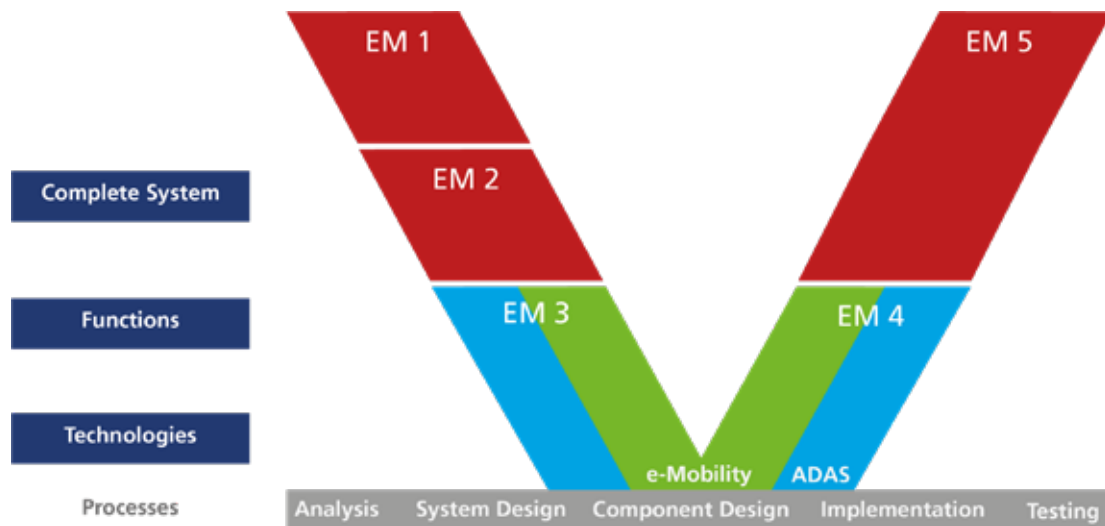 EM 1
EM 5
EM 2
Complete System
EM 3
EM 4
Functions
Technologies
e-Mobility
ADAS
Processes
Analysis
System Design
Component Design
Implementation
Testing